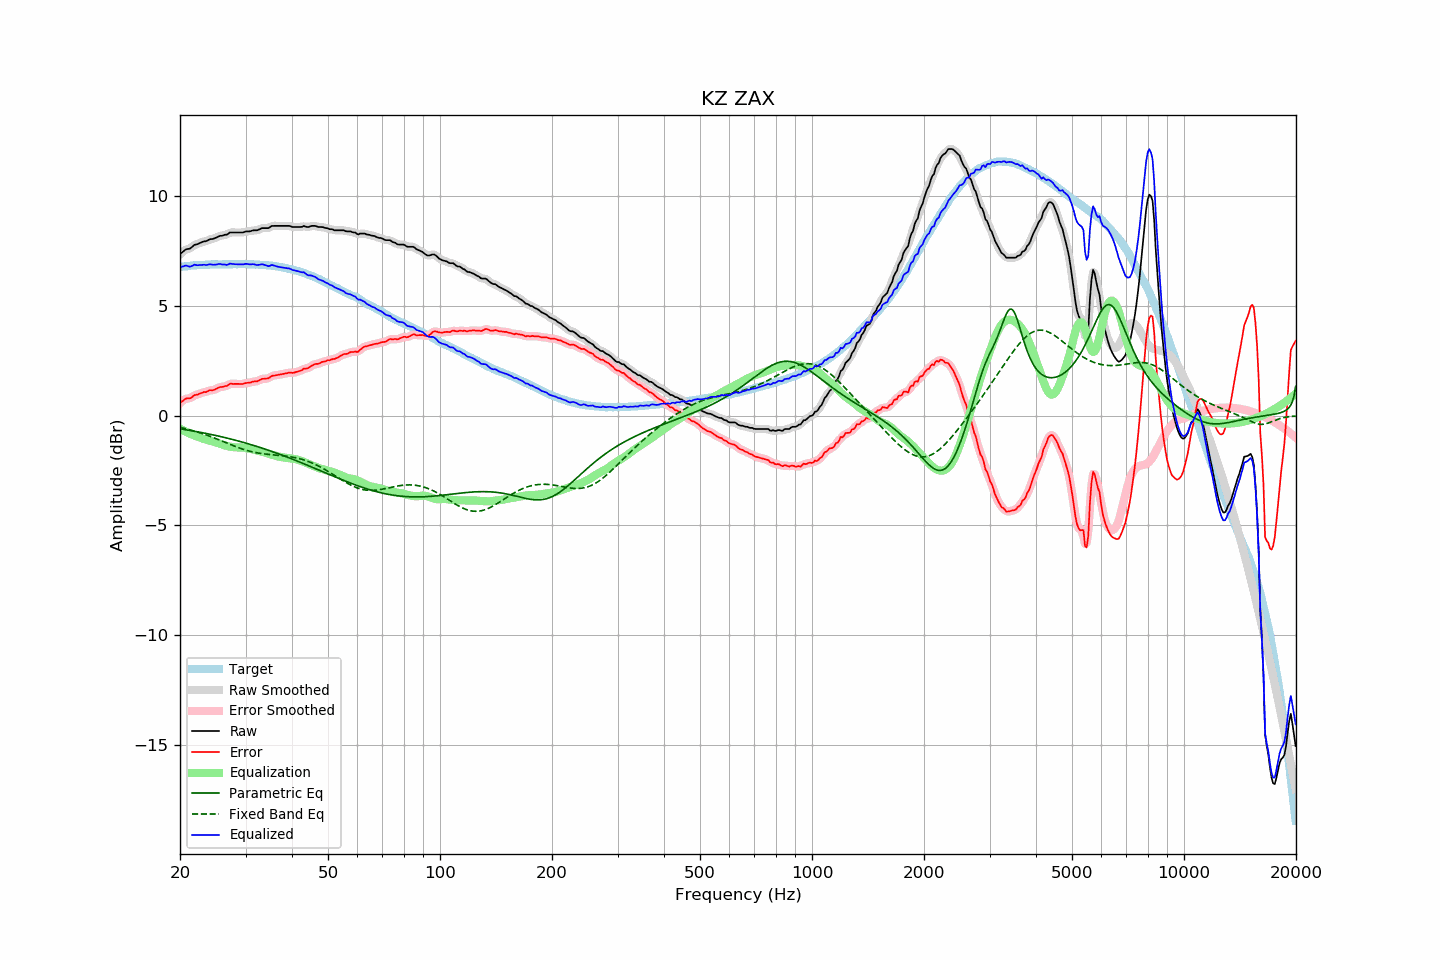 KZ ZAX
Amplitude (dBr)
10
5
0
−5
−10
−15
Target
Raw Smoothed
Error Smoothed
Raw
Error
Equalization
Parametric Eq
Fixed Band Eq
Equalized
20 50 100 200 500 1000 2000 5000 10000 20000
Frequency (Hz)